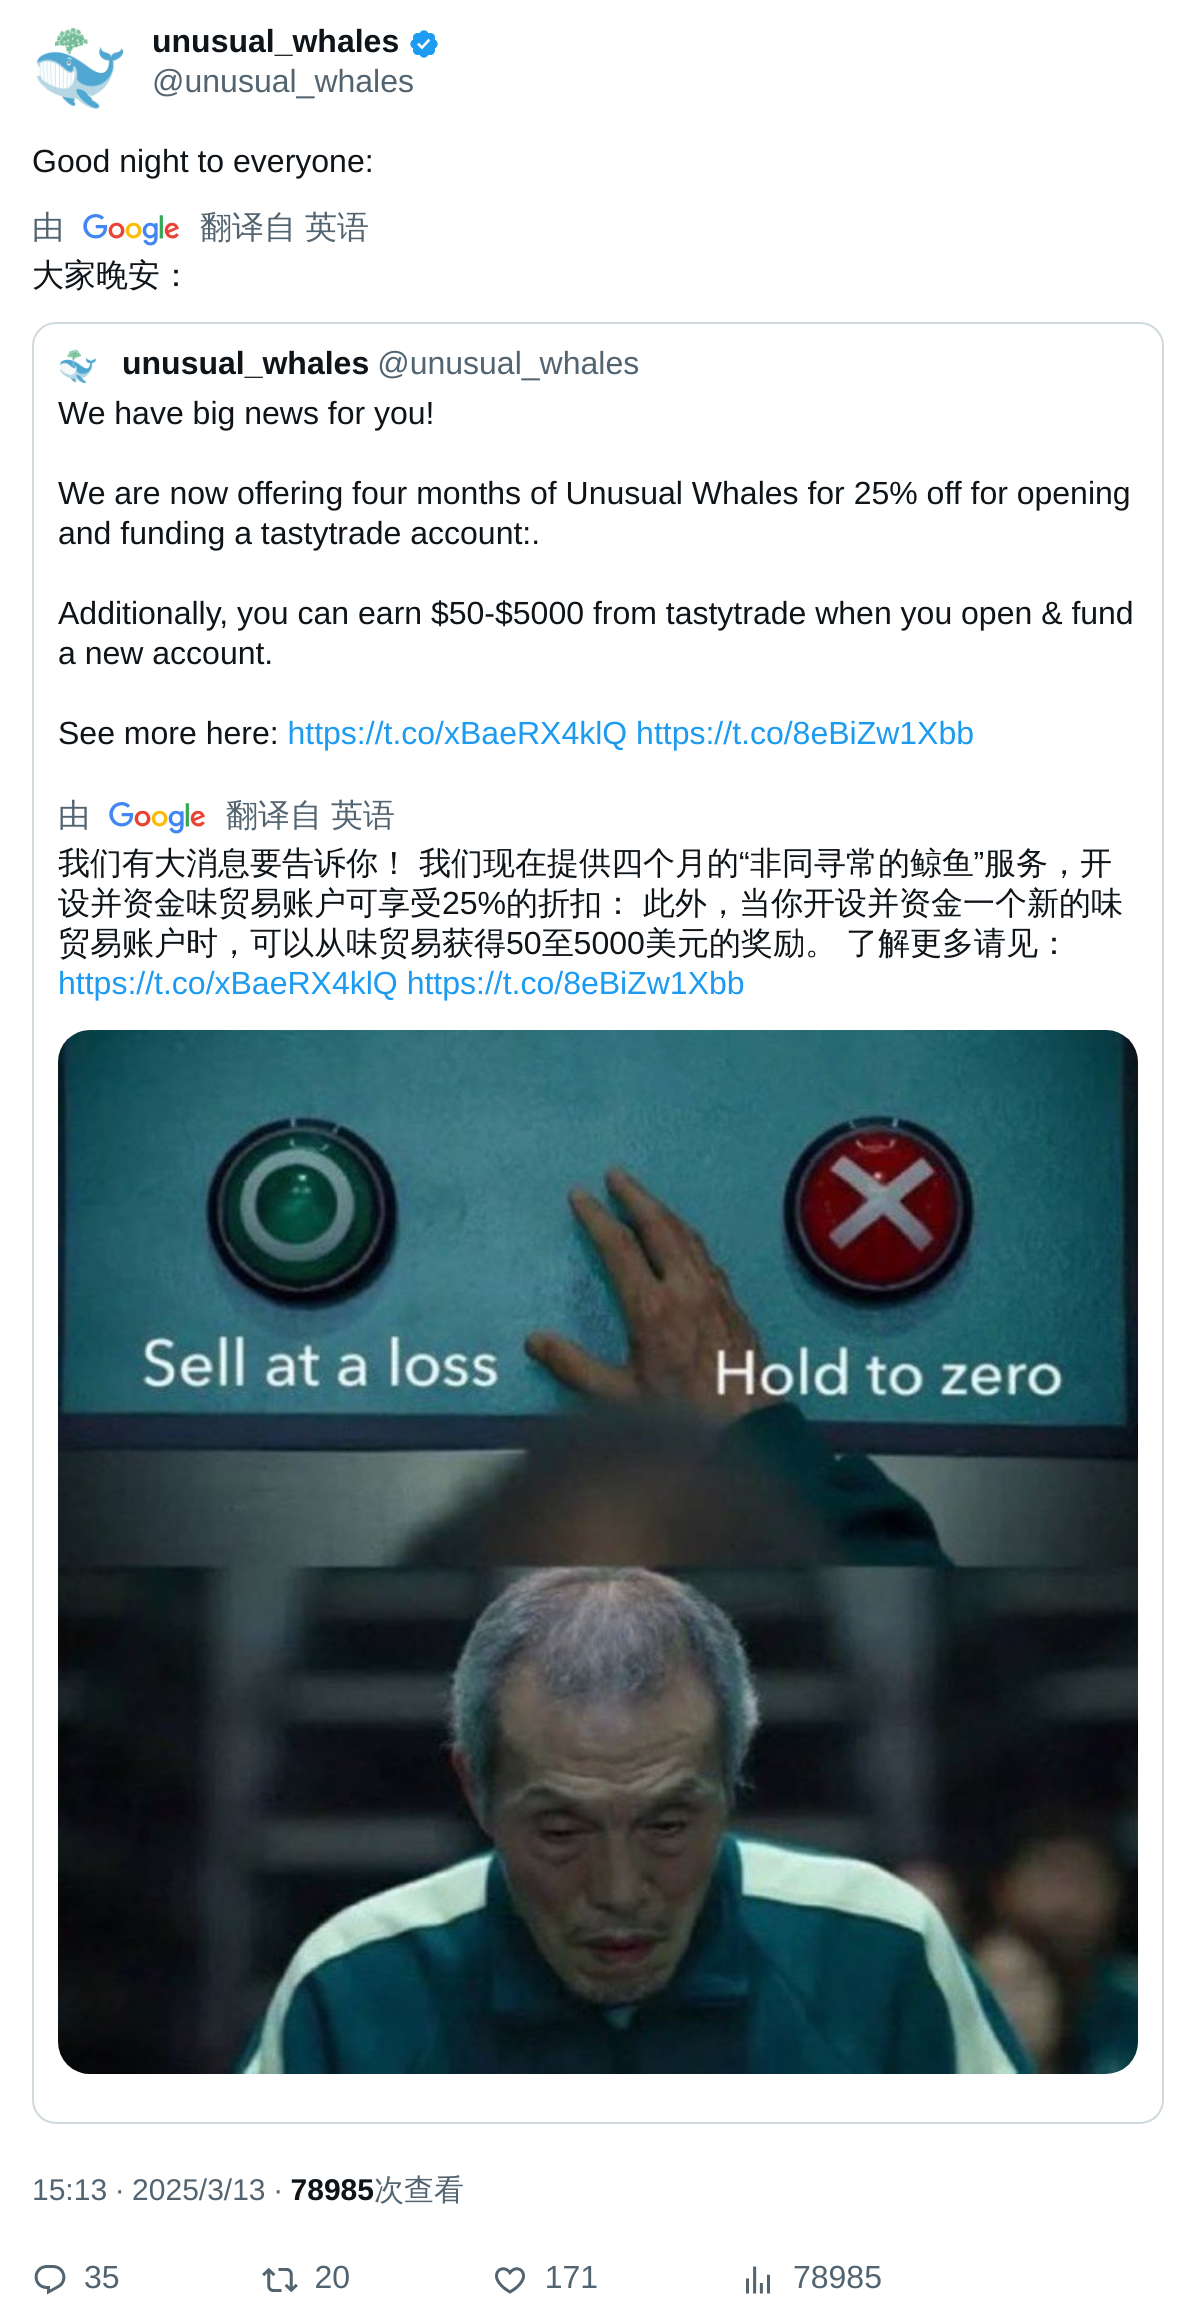 unusual_whales
@unusual_whales
Good night to everyone:
由 Google 翻译自 英语
大家晚安：
unusual_whales @unusual_whales
We have big news for you!
We are now offering four months of Unusual Whales for 25% off for opening
and funding a tastytrade account:.
Additionally, you can earn $50-$5000 from tastytrade when you open & fund
a new account.
See more here: https://t.co/xBaeRX4klQ https://t.co/8eBiZw1Xbb
由 Google 翻译自 英语
我们有大消息要告诉你！ 我们现在提供四个月的“非同寻常的鲸鱼”服务，开
设并资金味贸易账户可享受25%的折扣： 此外，当你开设并资金一个新的味
贸易账户时，可以从味贸易获得50至5000美元的奖励。 了解更多请见：
https://t.co/xBaeRX4klQ https://t.co/8eBiZw1Xbb
Sell at a loss
Hold to zero
15:13 · 2025/3/13 · 78985次查看
35 20 171 78985